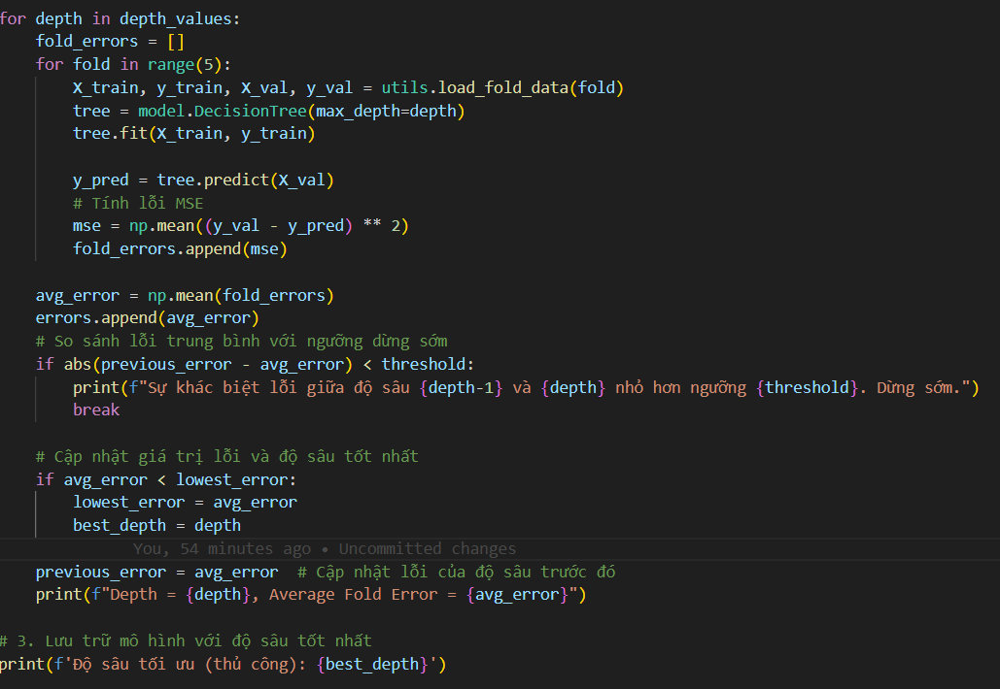 for depth in depth_values:
    fold_errors = []
    for fold in range(5):
        X_train, y_train, X_val, y_val = utils.load_fold_data(fold)
        tree = model.DecisionTree(max_depth=depth)
        tree.fit(X_train, y_train)
        y_pred = tree.predict(X_val)
        # Tính lỗi MSE
        mse = np.mean((y_val - y_pred) ** 2)
        fold_errors.append(mse)
    avg_error = np.mean(fold_errors)
    errors.append(avg_error)
    # So sánh lỗi trung bình với ngưỡng dừng sớm
    if abs(previous_error - avg_error) < threshold:
        print(f"Sự khác biệt lỗi giữa độ sâu {depth-1} và {depth} nhỏ hơn ngưỡng {threshold}. Dừng sớm.")
        break
    # Cập nhật giá trị lỗi và độ sâu tốt nhất
    if avg_error < lowest_error:
        lowest_error = avg_error
        best_depth = depth
You, 54 minutes ago • Uncommitted changes
    previous_error = avg_error  # Cập nhật lỗi của độ sâu trước đó
    print(f"Depth = {depth}, Average Fold Error = {avg_error}")
# 3. Lưu trữ mô hình với độ sâu tốt nhất
print(f'Độ sâu tối ưu (thủ công): {best_depth}')